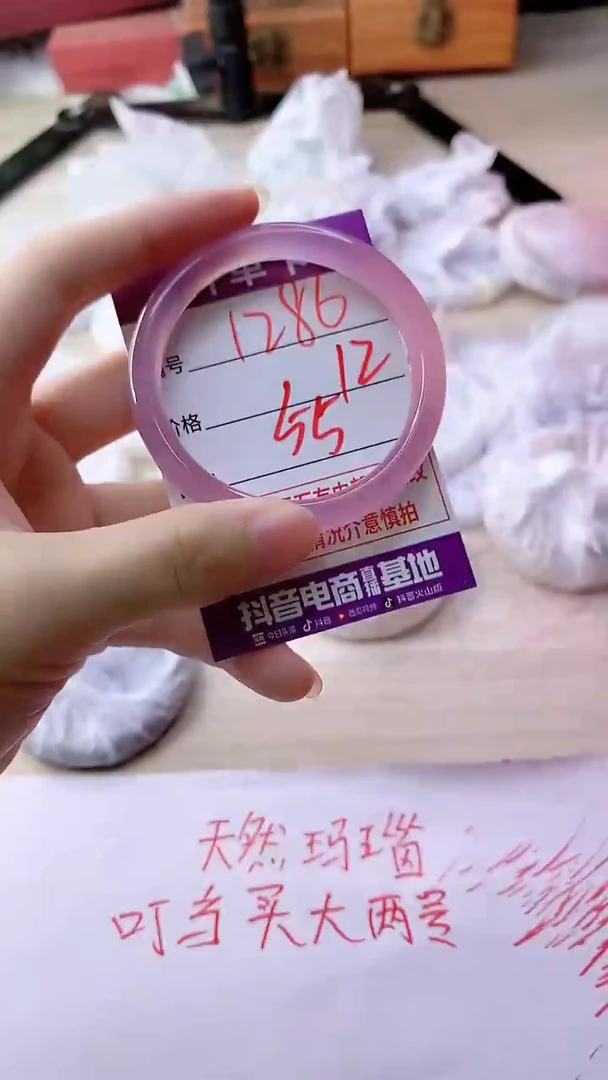 1286
号
12
价格
55
情况介意慎拍
抖音电商直播基地
今日头条 抖音 西瓜视频 抖音火山版
天然玛瑙
叮当买大两号